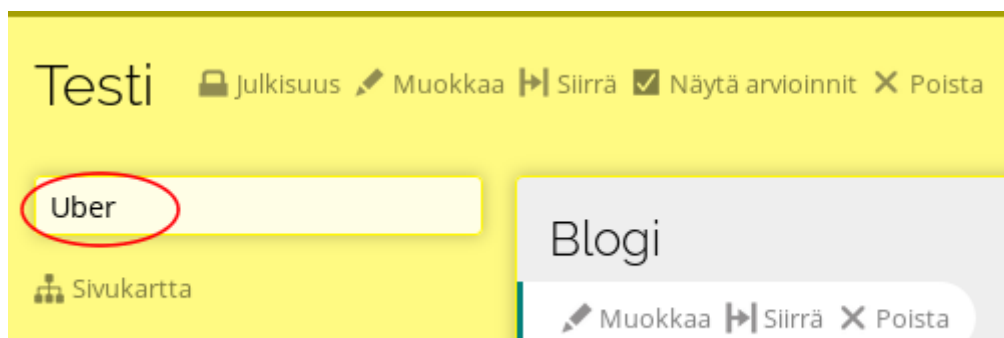 Testi Julkisuus Muokkaa Siirrä Näytä arvioinnit Poista
Uber
Sivukartta
Blogi
Muokkaa Siirrä Poista